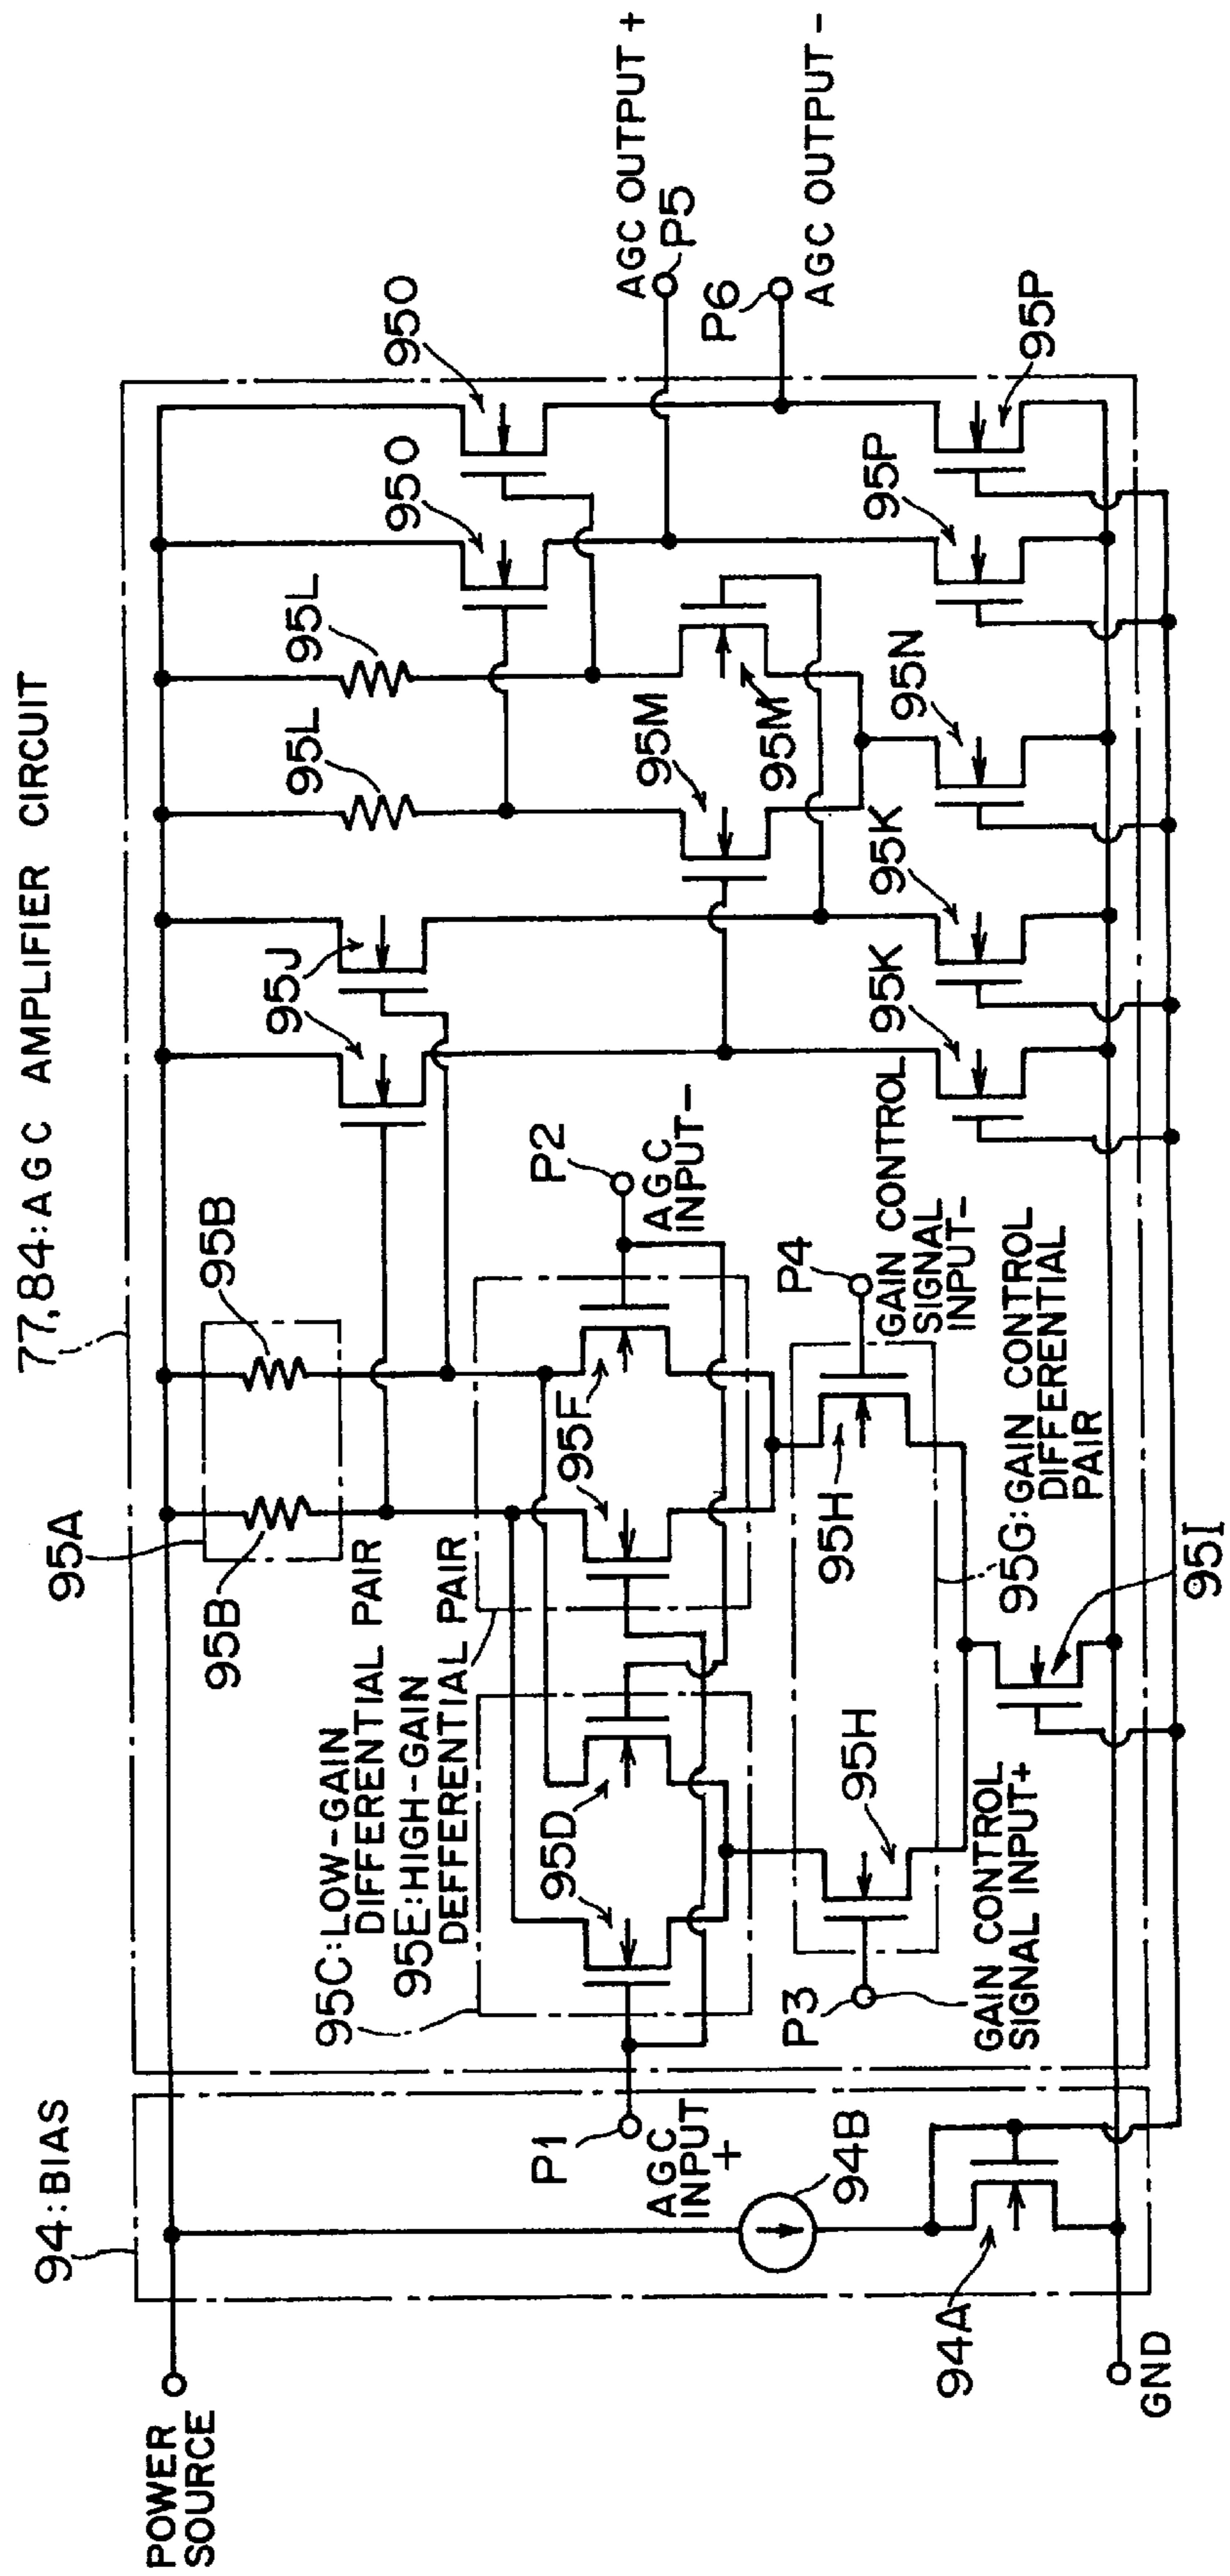 77,84:AGC AMPLIFIER CIRCUIT
94:BIAS
POWER
SOURCE
GND
94A
94B
P1
AGC
INPUT
+
95A
95B
95B
95C:LOW-GAIN
DIFFERENTIAL PAIR
95E:HIGH-GAIN
DEFFERENTIAL PAIR
95D
95F
P2
AGC
INPUT-
P3
GAIN CONTROL
SIGNAL INPUT+
95H
95H
P4
GAIN CONTROL
SIGNAL
INPUT-
95G:GAIN CONTROL
DIFFERENTIAL
PAIR
95I
95J
95K
95K
95L
95L
95M
95M
95N
95O
95O
95P
95P
AGC OUTPUT +
P5
P6
AGC OUTPUT -